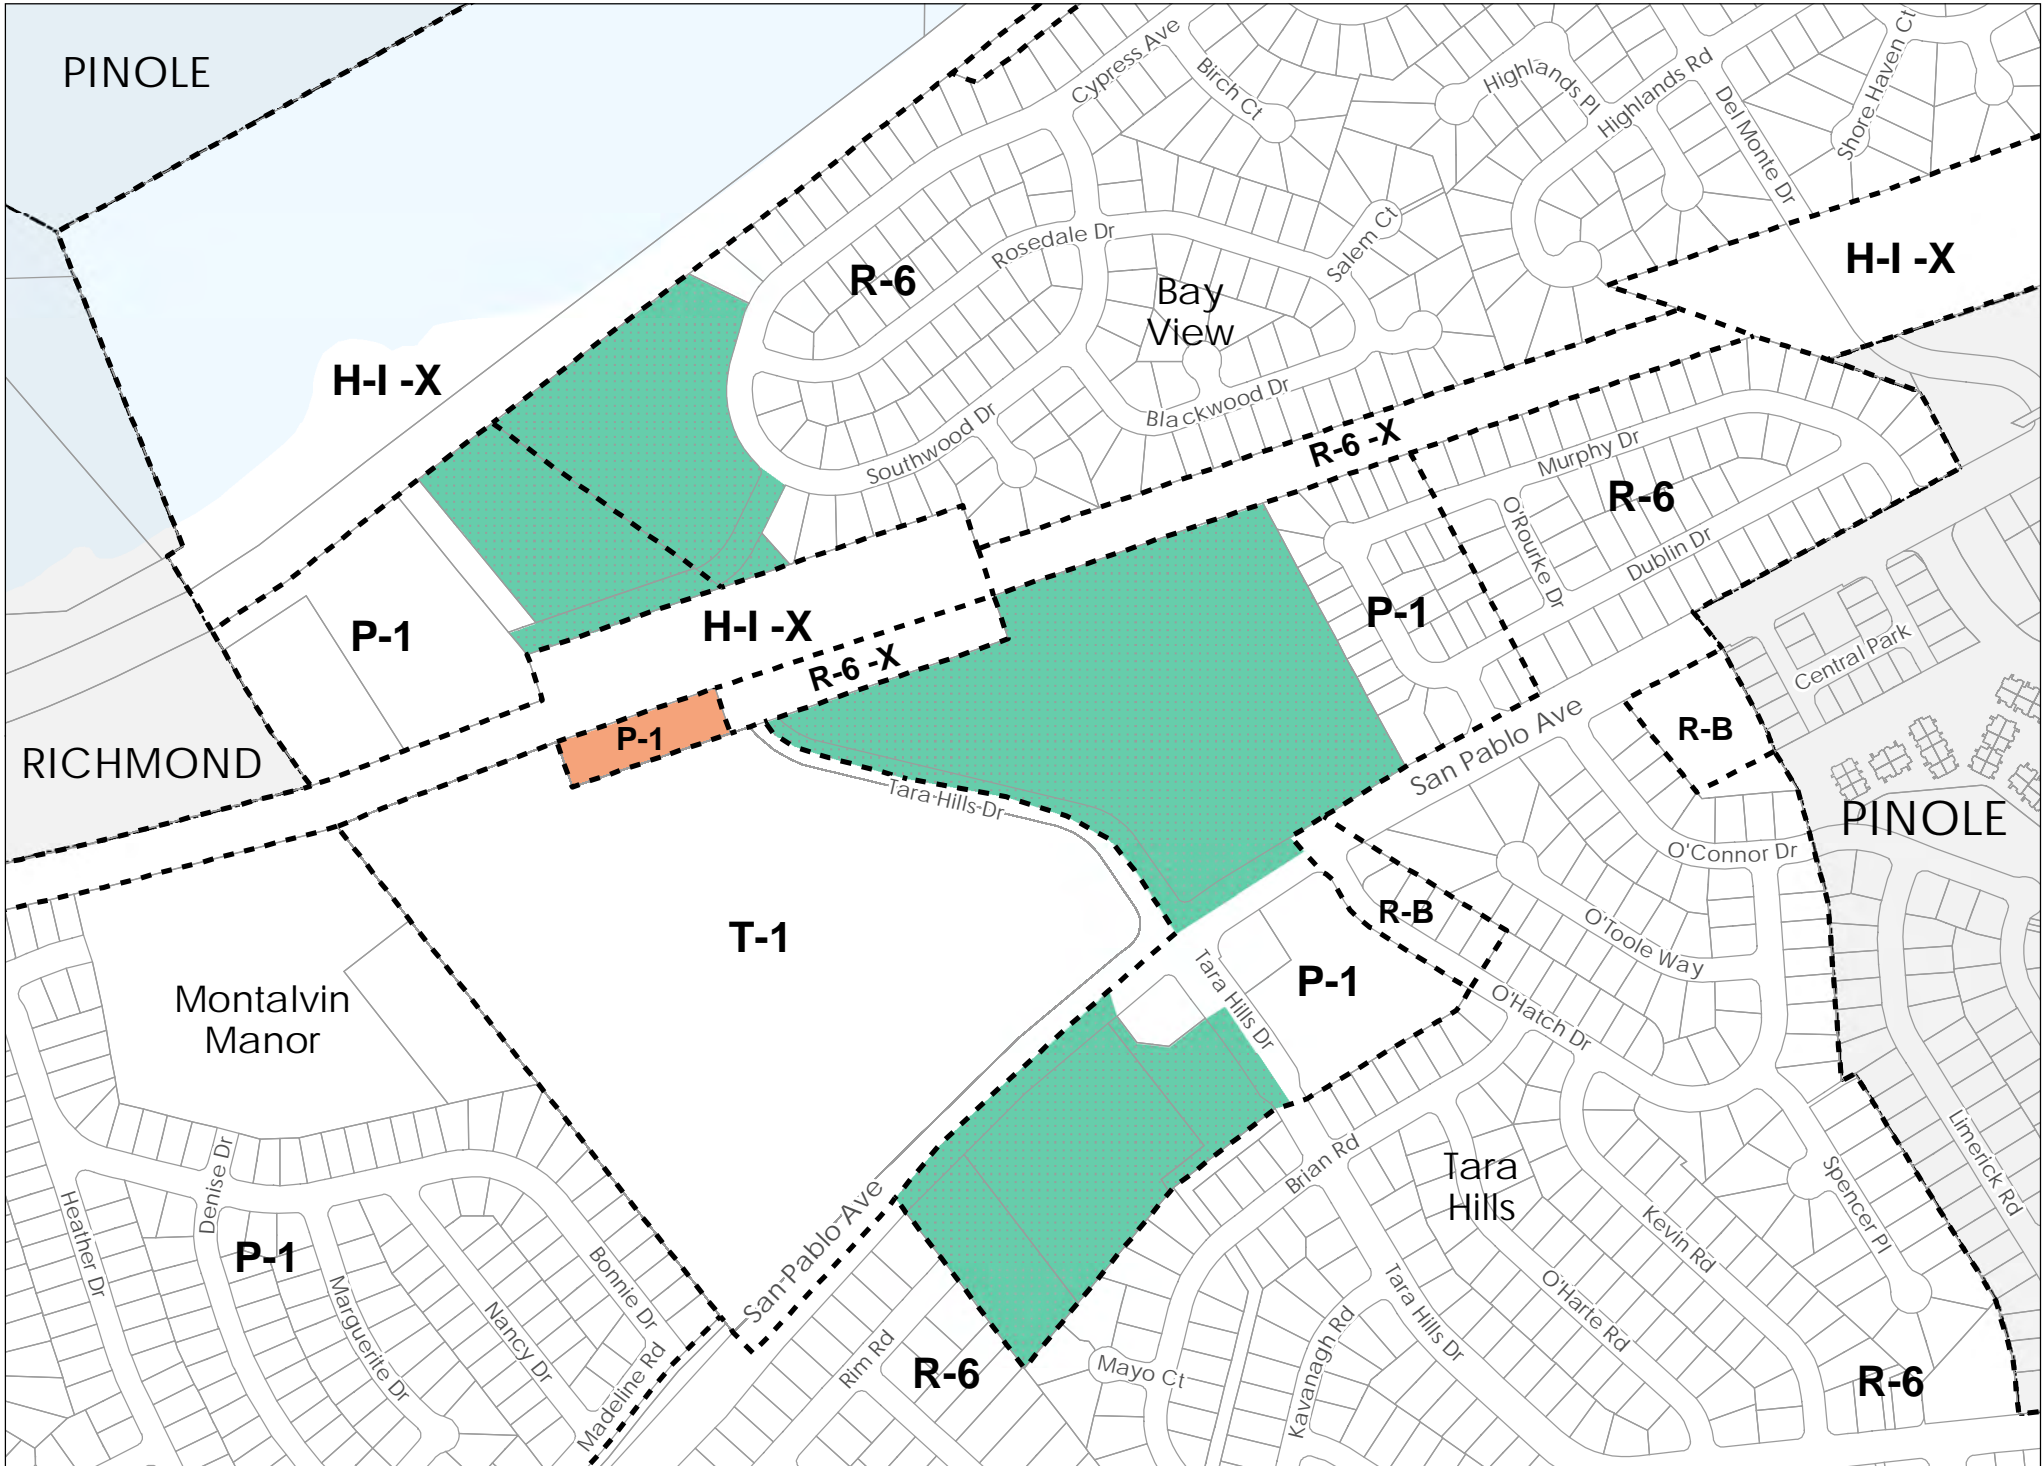 PINOLE
Cypress Ave
Birch Ct
Highlands Pl
Highlands Rd
Del Monte Dr
Shore Haven Ct
H-I -X
Salem Ct
Rosedale Dr
R-6
Bay
View
H-I -X
Blackwood Dr
Southwood Dr
R-6 -X
Murphy Dr
R-6
O'Rourke Dr
Dublin Dr
P-1
H-I -X
P-1
R-6 -X
Central Park
P-1
R-B
San Pablo Ave
RICHMOND
Tara Hills Dr
PINOLE
O'Connor Dr
R-B
T-1
O'Toole Way
P-1
Tara Hills Dr
Montalvin
Manor
O'Hatch Dr
Brian Rd
Tara
Hills
Limerick Rd
Spencer Pl
Denise Dr
Heather Dr
P-1
San Pablo Ave
Kevin Rd
Bonnie Dr
Marguerite Dr
Nancy Dr
O'Harte Rd
Tara Hills Dr
Kavanagh Rd
Rim Rd
R-6
Mayo Ct
Madeline Rd
R-6